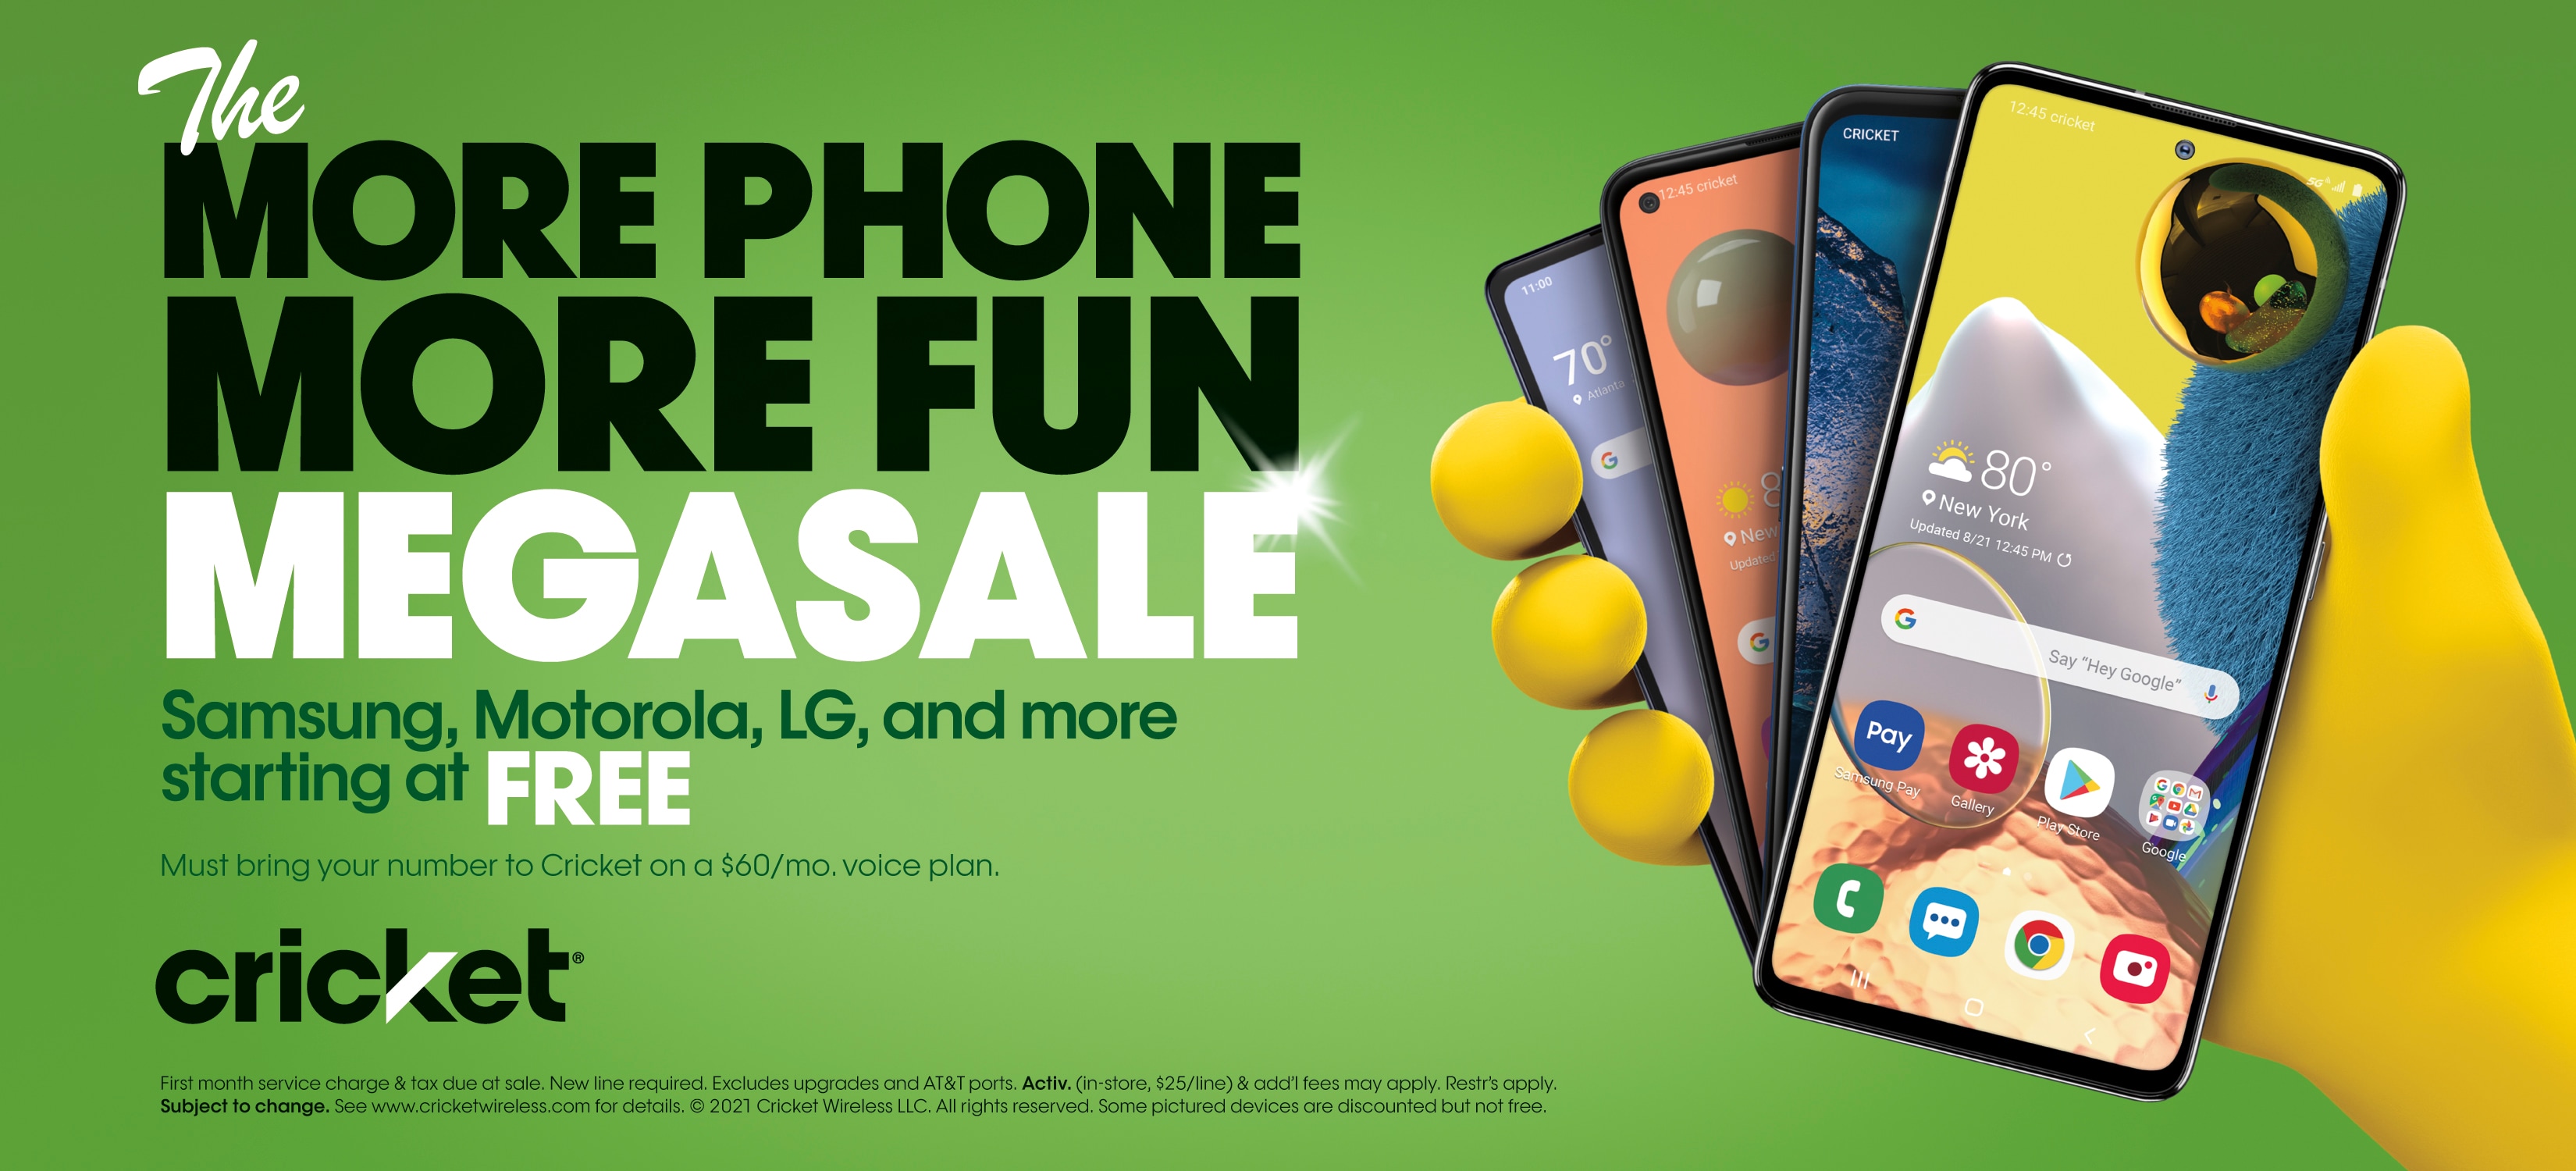 The
MORE PHONE
MORE FUN
MEGASALE
Samsung, Motorola, LG, and more
starting at FREE
Must bring your number to Cricket on a $60/mo. voice plan.
cricket®
First month service charge & tax due at sale. New line required. Excludes upgrades and AT&T ports. Activ. (in-store, $25/line) & add'l fees may apply. Restr's apply.
Subject to change. See www.cricketwireless.com for details. © 2021 Cricket Wireless LLC. All rights reserved. Some pictured devices are discounted but not free.
11:00
70°
Atlanta
G
12:45 cricket
8
New
Updated
G
CRICKET
12:45 cricket
5G
80°
New York
Updated 8/21 12:45 PM
G Say "Hey Google"
Pay
Samsung Pay
Gallery
Play Store
Google